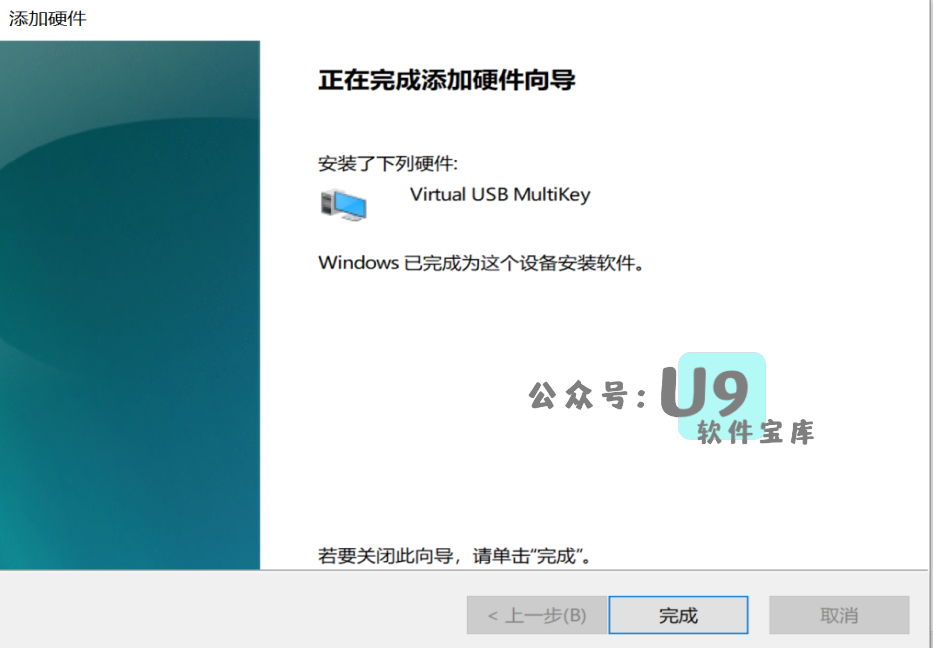 添加硬件
正在完成添加硬件向导
安装了下列硬件:
Virtual USB MultiKey
Windows 已完成为这个设备安装软件。
公众号:U9
软件宝库
若要关闭此向导，请单击“完成”。
< 上一步(B)
完成
取消